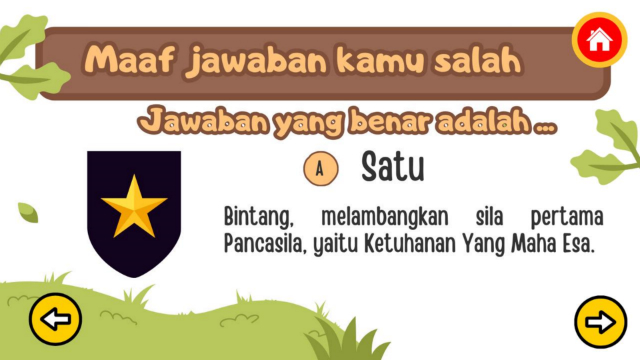 Maaf jawaban kamu salah
Jawaban yang benar adalah ...
A Satu
Bintang, melambangkan sila pertama
Pancasila, yaitu Ketuhanan Yang Maha Esa.